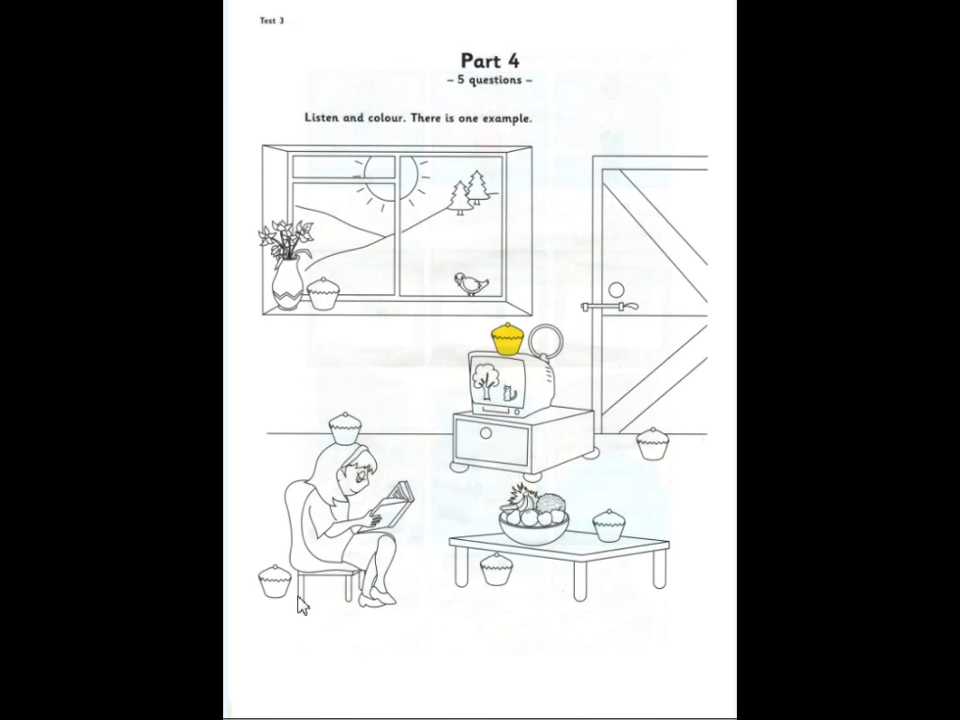 Test 3
Part 4
– 5 questions –
Listen and colour. There is one example.